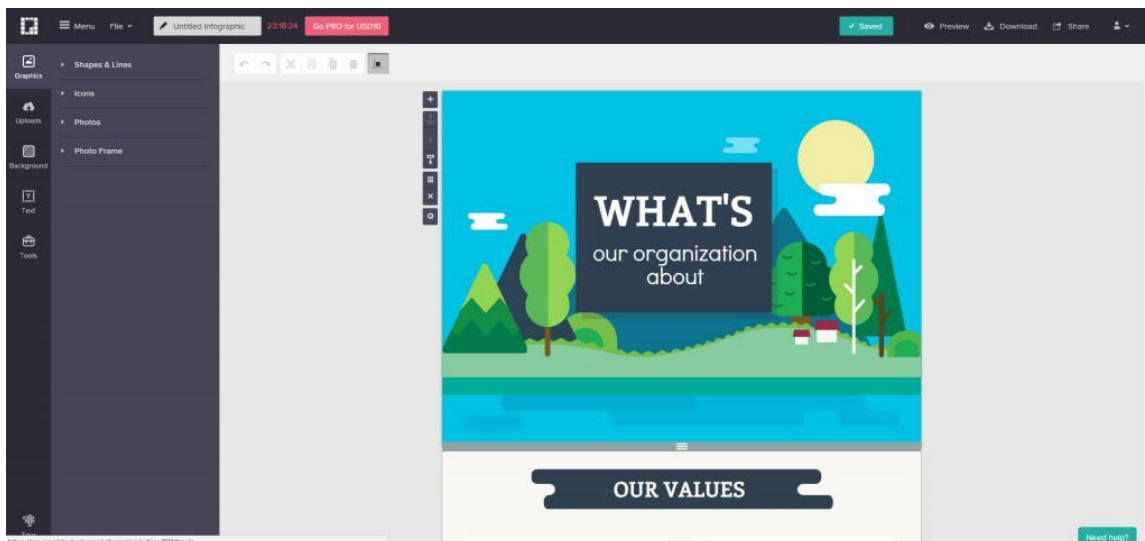 Menu File Untitled Infographic 23:18:24 Go PRO for USD10 Saved Preview Download Share
Graphics
Uploads
Background
Text
Tools
Shapes & Lines
Icons
Photos
Photo Frame
WHAT'S
our organization
about
OUR VALUES
Need help?